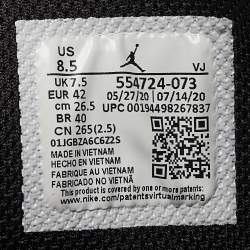 US
8.5
VJ
UK 7.5
554724-073
EUR 42
05/27/20 07/14/20
cm 26.5
UPC 00194498267837
BR 40
CN 265(2.5)
01JGBZA6C6Z2S
MADE IN VIETNAM
HECHO EN VIETNAM
FABRIQUE AU VIETNAM
FABRICADO NO VIETNAM
This product is covered by one or more patents:
www.nike.com/patentsvirtualmarking